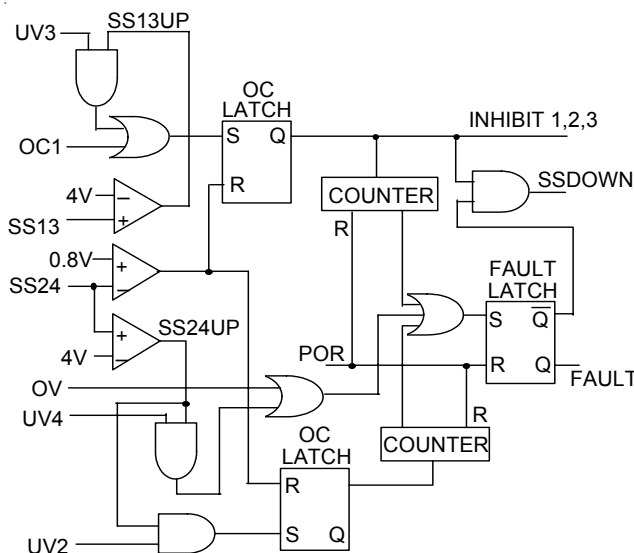 SS13UP
UV3
OC
LATCH
S Q
INHIBIT 1,2,3
OC1
R
4V
−
+
SS13
COUNTER
SSDOWN
R
0.8V
+
−
SS24
FAULT
LATCH
S Q
+
−
4V
SS24UP
POR
R Q
FAULT
OV
UV4
R
OC
LATCH
COUNTER
R
S Q
UV2